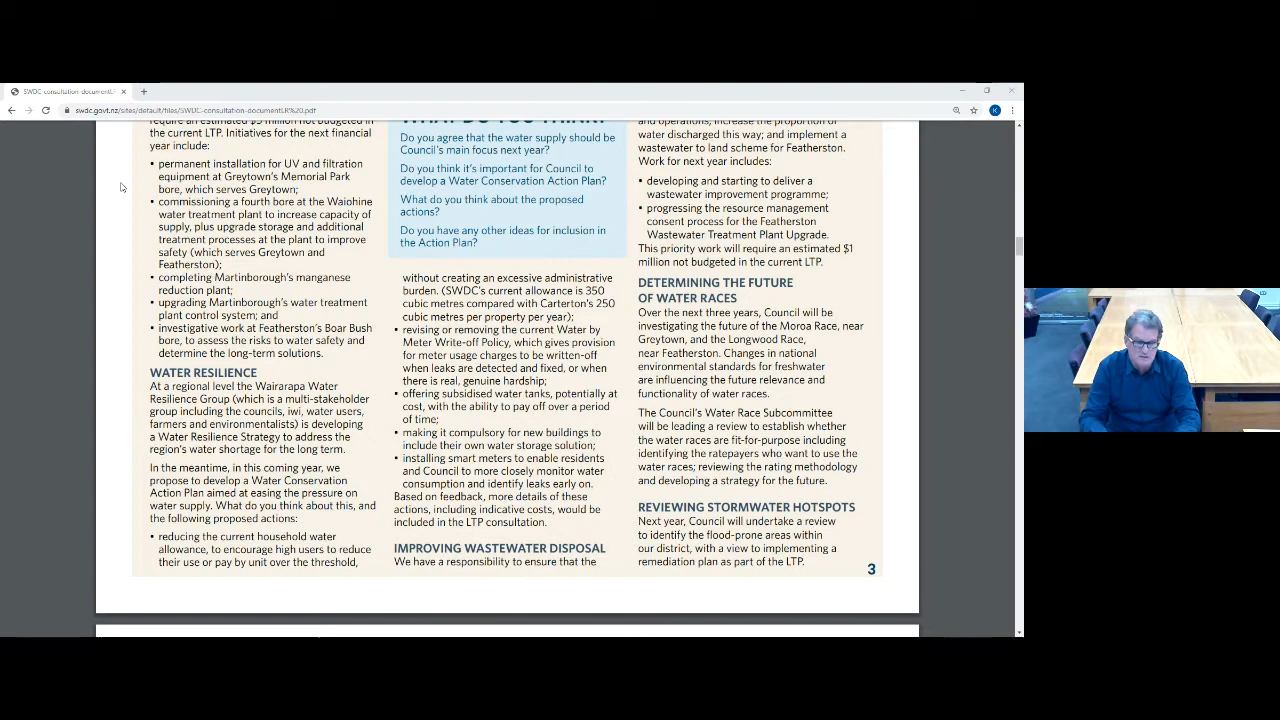 SWDC-consultation-documentLR
swdc.govt.nz/sites/default/files/SWDC-consultation-documentLR%20.pdf
K
require an estimated $5 million not budgeted in
the current LTP. Initiatives for the next financial
year include:
• permanent installation for UV and filtration
equipment at Greytown's Memorial Park
bore, which serves Greytown;
• commissioning a fourth bore at the Waiohine
water treatment plant to increase capacity of
supply, plus upgrade storage and additional
treatment processes at the plant to improve
safety (which serves Greytown and
Featherston);
• completing Martinborough's manganese
reduction plant;
• upgrading Martinborough's water treatment
plant control system; and
• investigative work at Featherston's Boar Bush
bore, to assess the risks to water safety and
determine the long-term solutions.
WATER RESILIENCE
At a regional level the Wairarapa Water
Resilience Group (which is a multi-stakeholder
group including the councils, iwi, water users,
farmers and environmentalists) is developing
a Water Resilience Strategy to address the
region's water shortage for the long term.
In the meantime, in this coming year, we
propose to develop a Water Conservation
Action Plan aimed at easing the pressure on
water supply. What do you think about this, and
the following proposed actions:
• reducing the current household water
allowance, to encourage high users to reduce
their use or pay by unit over the threshold,
WHAT DO YOU THINK?
Do you agree that the water supply should be
Council's main focus next year?
Do you think it's important for Council to
develop a Water Conservation Action Plan?
What do you think about the proposed
actions?
Do you have any other ideas for inclusion in
the Action Plan?
without creating an excessive administrative
burden. (SWDC's current allowance is 350
cubic metres compared with Carterton's 250
cubic metres per property per year);
• revising or removing the current Water by
Meter Write-off Policy, which gives provision
for meter usage charges to be written-off
when leaks are detected and fixed, or when
there is real, genuine hardship;
• offering subsidised water tanks, potentially at
cost, with the ability to pay off over a period
of time;
• making it compulsory for new buildings to
include their own water storage solution;
• installing smart meters to enable residents
and Council to more closely monitor water
consumption and identify leaks early on.
Based on feedback, more details of these
actions, including indicative costs, would be
included in the LTP consultation.
IMPROVING WASTEWATER DISPOSAL
We have a responsibility to ensure that the
and operations, increase the proportion of
water discharged this way; and implement a
wastewater to land scheme for Featherston.
Work for next year includes:
• developing and starting to deliver a
wastewater improvement programme;
• progressing the resource management
consent process for the Featherston
Wastewater Treatment Plant Upgrade.
This priority work will require an estimated $1
million not budgeted in the current LTP.
DETERMINING THE FUTURE
OF WATER RACES
Over the next three years, Council will be
investigating the future of the Moroa Race, near
Greytown, and the Longwood Race,
near Featherston. Changes in national
environmental standards for freshwater
are influencing the future relevance and
functionality of water races.
The Council's Water Race Subcommittee
will be leading a review to establish whether
the water races are fit-for-purpose including
identifying the ratepayers who want to use the
water races; reviewing the rating methodology
and developing a strategy for the future.
REVIEWING STORMWATER HOTSPOTS
Next year, Council will undertake a review
to identify the flood-prone areas within
our district, with a view to implementing a
remediation plan as part of the LTP.
3